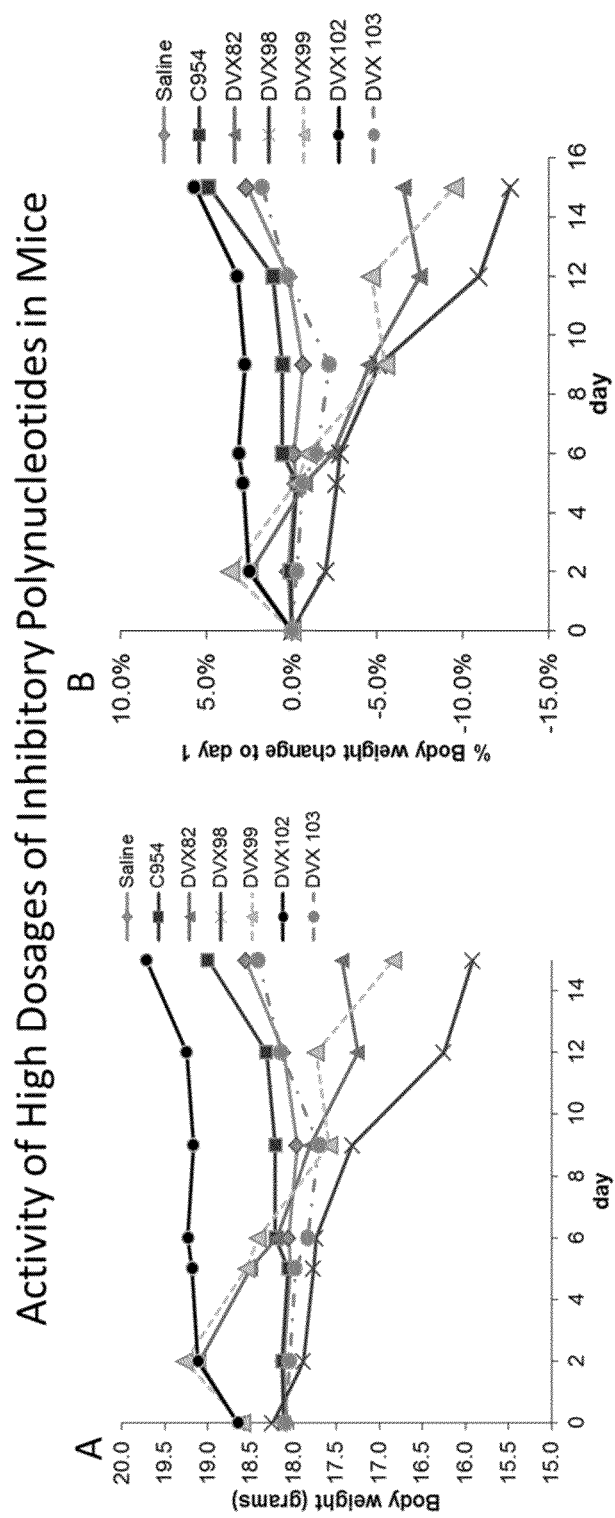 Activity of High Dosages of Inhibitory Polynucleotides in Mice
A
Body weight (grams)
20.0
19.5
19.0
18.5
18.0
17.5
17.0
16.5
16.0
15.5
15.0
0
2
4
6
8
10
12
14
day
Saline
C954
DVX82
DVX98
DVX99
DVX102
DVX 103
B
% Body weight change to day 1
10.0%
5.0%
0.0%
-5.0%
-10.0%
-15.0%
0
2
4
6
8
10
12
14
16
day
Saline
C954
DVX82
DVX98
DVX99
DVX102
DVX 103